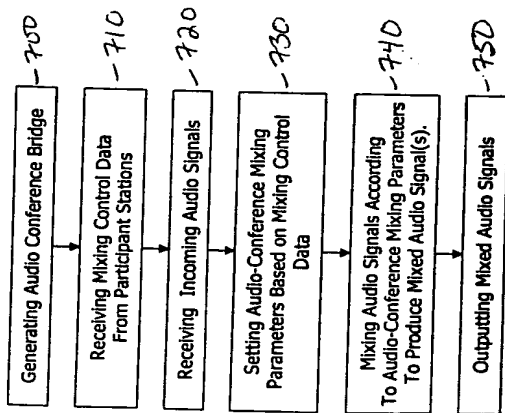 Generating Audio Conference Bridge
-700
Receiving Mixing Control Data
From Participant Stations
-710
Receiving Incoming Audio Signals
-720
Setting Audio-Conference Mixing
Parameters Based on Mixing Control
Data
-730
Mixing Audio Signals According
To Audio-Conference Mixing Parameters
To Produce Mixed Audio Signal(s).
-740
Outputting Mixed Audio Signals
-750